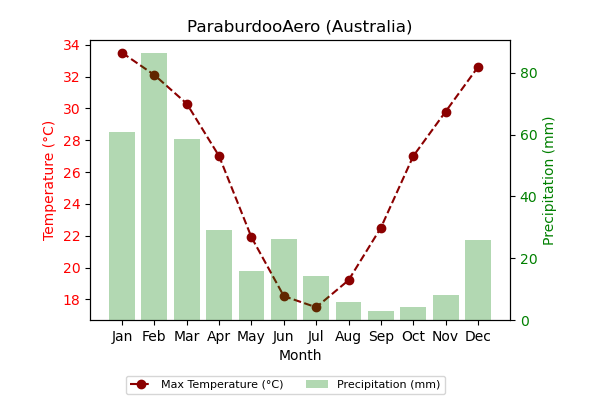 ParaburdooAero (Australia)
34
32
30
28
26
24
22
20
18
Temperature (°C)
80
60
40
20
0
Precipitation (mm)
Jan Feb Mar Apr May Jun Jul Aug Sep Oct Nov Dec
Month
Max Temperature (°C) Precipitation (mm)